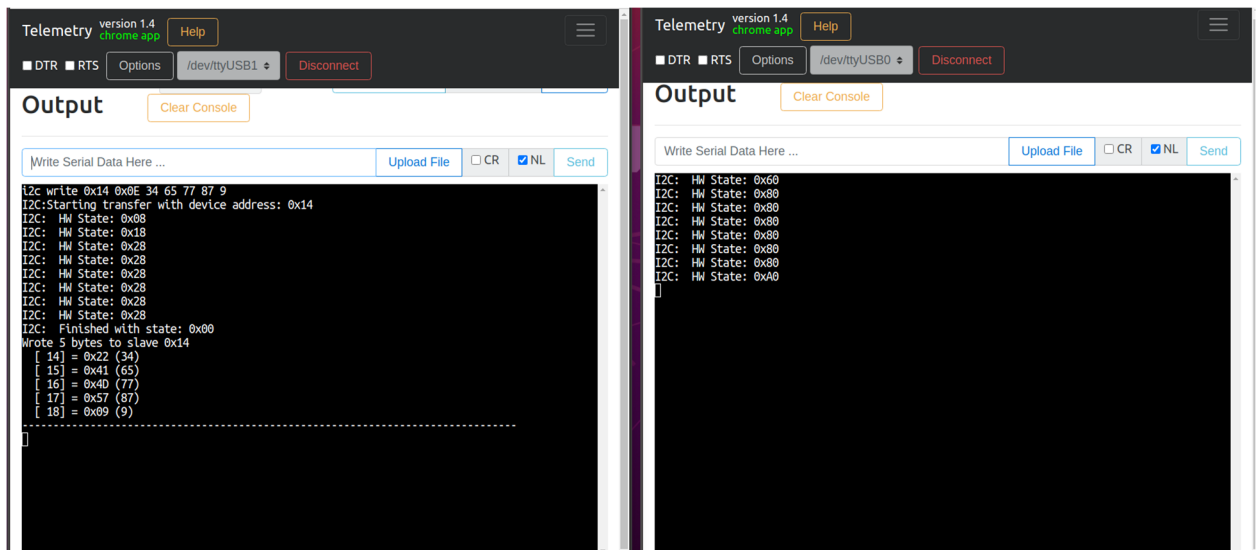 Telemetry version 1.4
chrome app
Help
DTR RTS Options /dev/ttyUSB1 Disconnect
Output Clear Console
Write Serial Data Here ... Upload File CR NL Send
i2c write 0x14 0x0E 34 65 77 87 9
I2C:Starting transfer with device address: 0x14
I2C:  HW State: 0x08
I2C:  HW State: 0x18
I2C:  HW State: 0x28
I2C:  HW State: 0x28
I2C:  HW State: 0x28
I2C:  HW State: 0x28
I2C:  HW State: 0x28
I2C:  HW State: 0x28
I2C:  Finished with state: 0x00
Wrote 5 bytes to slave 0x14
[ 14] = 0x22 (34)
[ 15] = 0x41 (65)
[ 16] = 0x4D (77)
[ 17] = 0x57 (87)
[ 18] = 0x09 (9)
--------------------------------------------------------------------------------
Telemetry version 1.4
chrome app
Help
DTR RTS Options /dev/ttyUSB0 Disconnect
Output Clear Console
Write Serial Data Here ... Upload File CR NL Send
I2C:  HW State: 0x60
I2C:  HW State: 0x80
I2C:  HW State: 0x80
I2C:  HW State: 0x80
I2C:  HW State: 0x80
I2C:  HW State: 0x80
I2C:  HW State: 0x80
I2C:  HW State: 0xA0